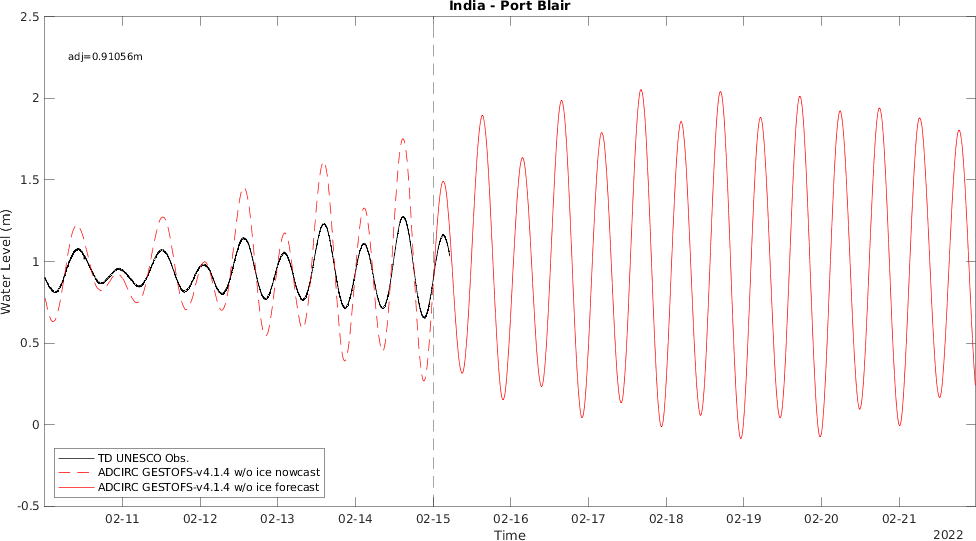 India - Port Blair
adj=0.91056m
2.5
2
1.5
1
0.5
0
-0.5
Water Level (m)
TD UNESCO Obs.
ADCIRC GESTOFS-v4.1.4 w/o ice nowcast
ADCIRC GESTOFS-v4.1.4 w/o ice forecast
02-11 02-12 02-13 02-14 02-15 02-16 02-17 02-18 02-19 02-20 02-21
Time
2022